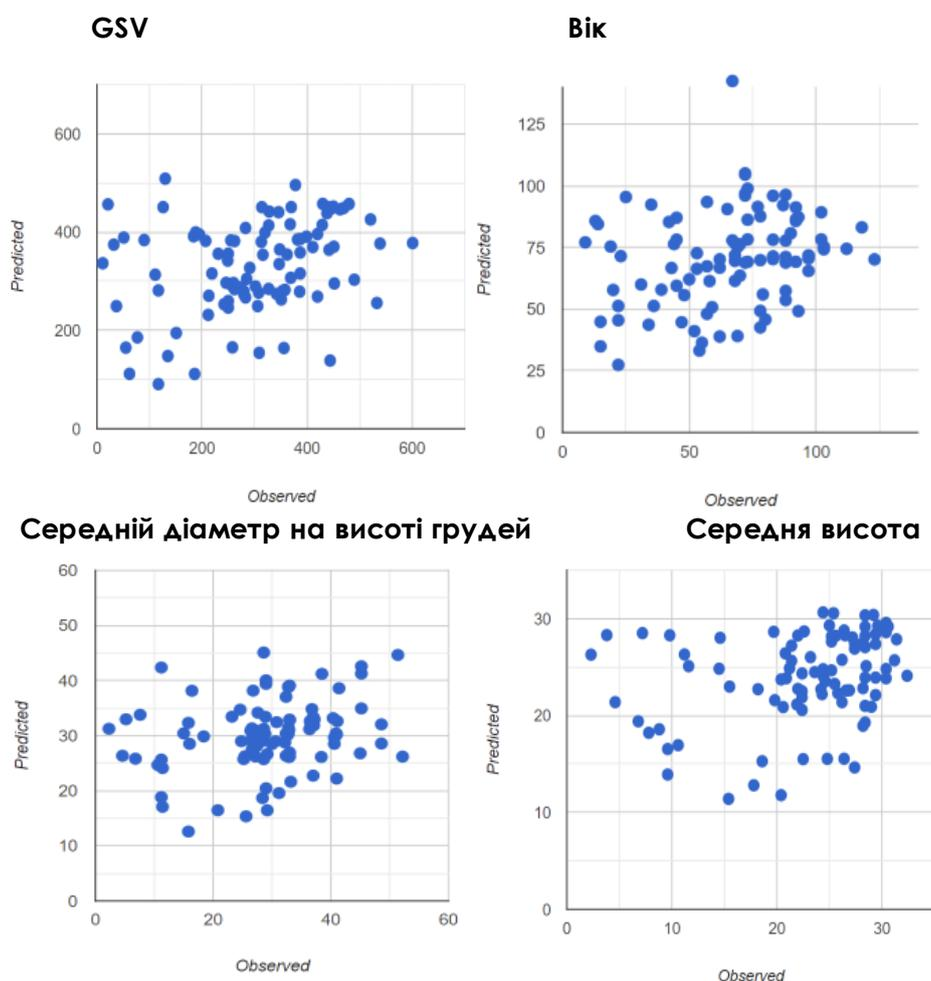 GSV
600
400
200
0
0 200 400 600
Predicted
Observed
Вік
125
100
75
50
25
0
0 50 100
Predicted
Observed
Середній діаметр на висоті грудей
60
50
40
30
20
10
0
0 20 40 60
Predicted
Observed
Середня висота
30
20
10
0
0 10 20 30
Predicted
Observed